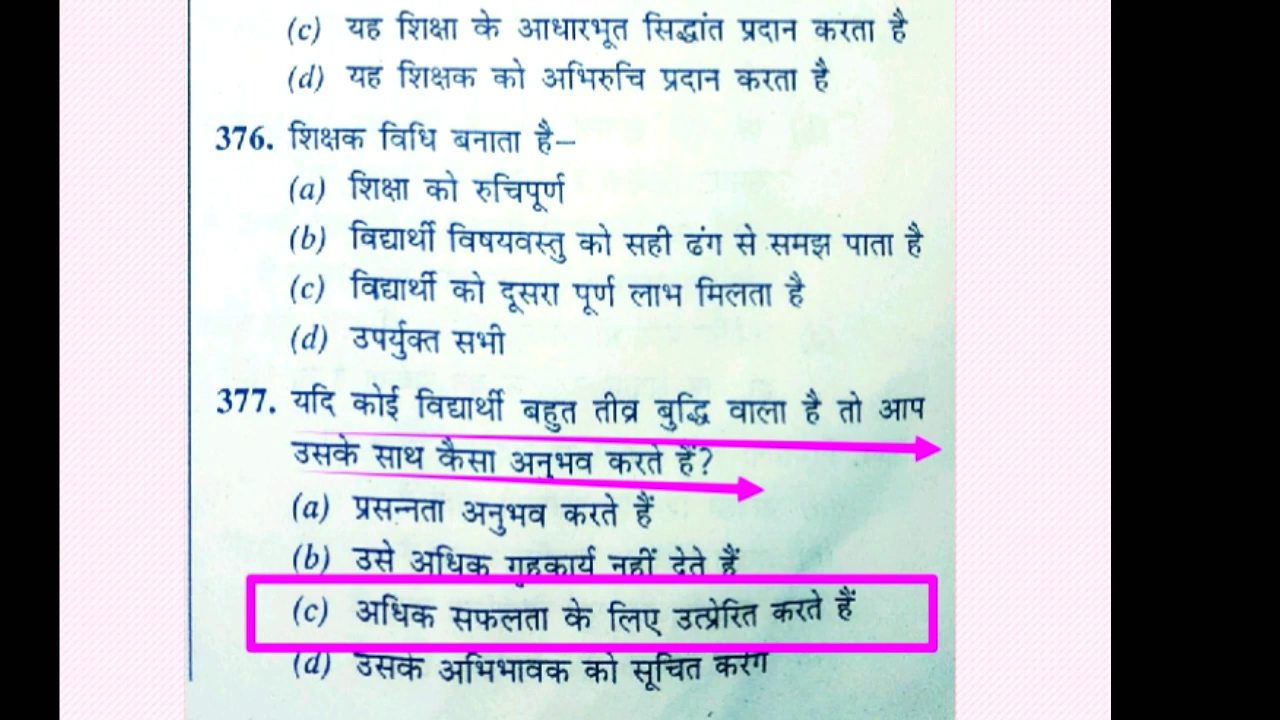 (c) यह शिक्षा के आधारभूत सिद्धांत प्रदान करता है
(d) यह शिक्षक को अभिरुचि प्रदान करता है
376. शिक्षक विधि बनाता है–
(a) शिक्षा को रुचिपूर्ण
(b) विद्यार्थी विषयवस्तु को सही ढंग से समझ पाता है
(c) विद्यार्थी को दूसरा पूर्ण लाभ मिलता है
(d) उपर्युक्त सभी
377. यदि कोई विद्यार्थी बहुत तीव्र बुद्धि वाला है तो आप
उसके साथ कैसा अनुभव करते हैं?
(a) प्रसन्नता अनुभव करते हैं
(b) उसे अधिक गृहकार्य नहीं देते हैं
(c) अधिक सफलता के लिए उत्प्रेरित करते हैं
(d) उसके अभिभावक को सूचित करेंगे